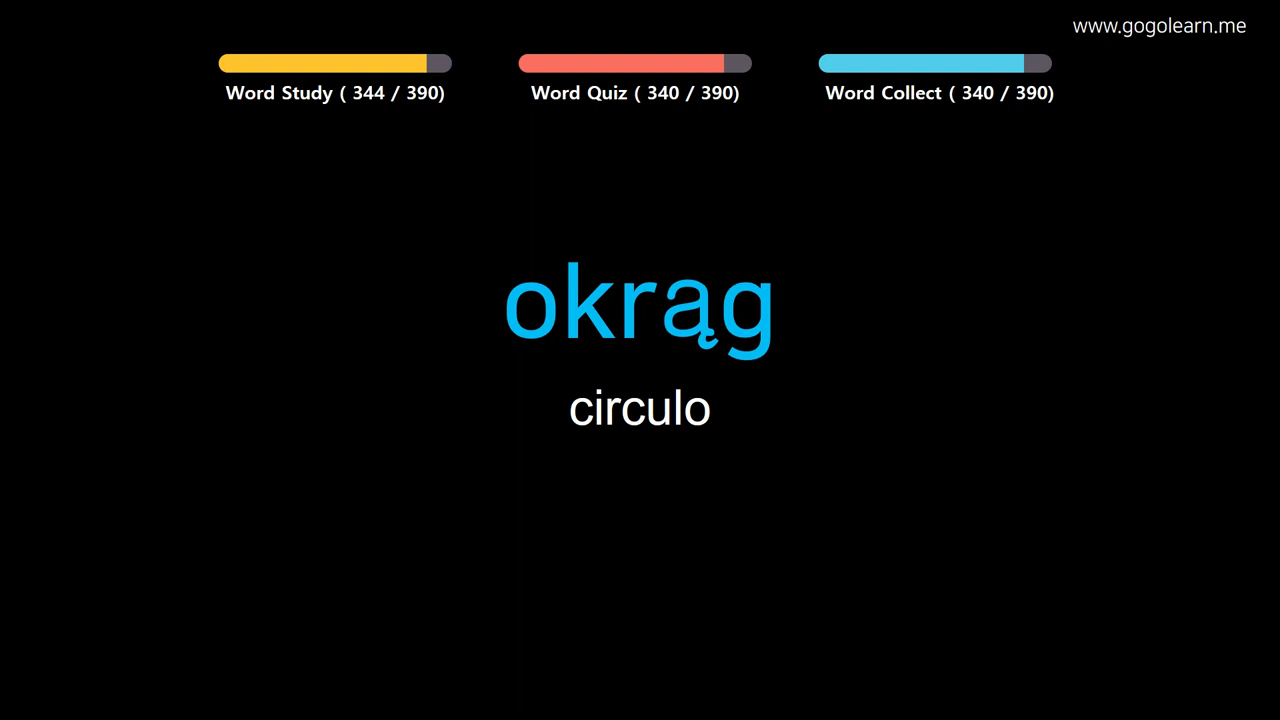 www.gogolearn.me
Word Study ( 344 / 390)
Word Quiz ( 340 / 390)
Word Collect ( 340 / 390)
okrąg
circulo